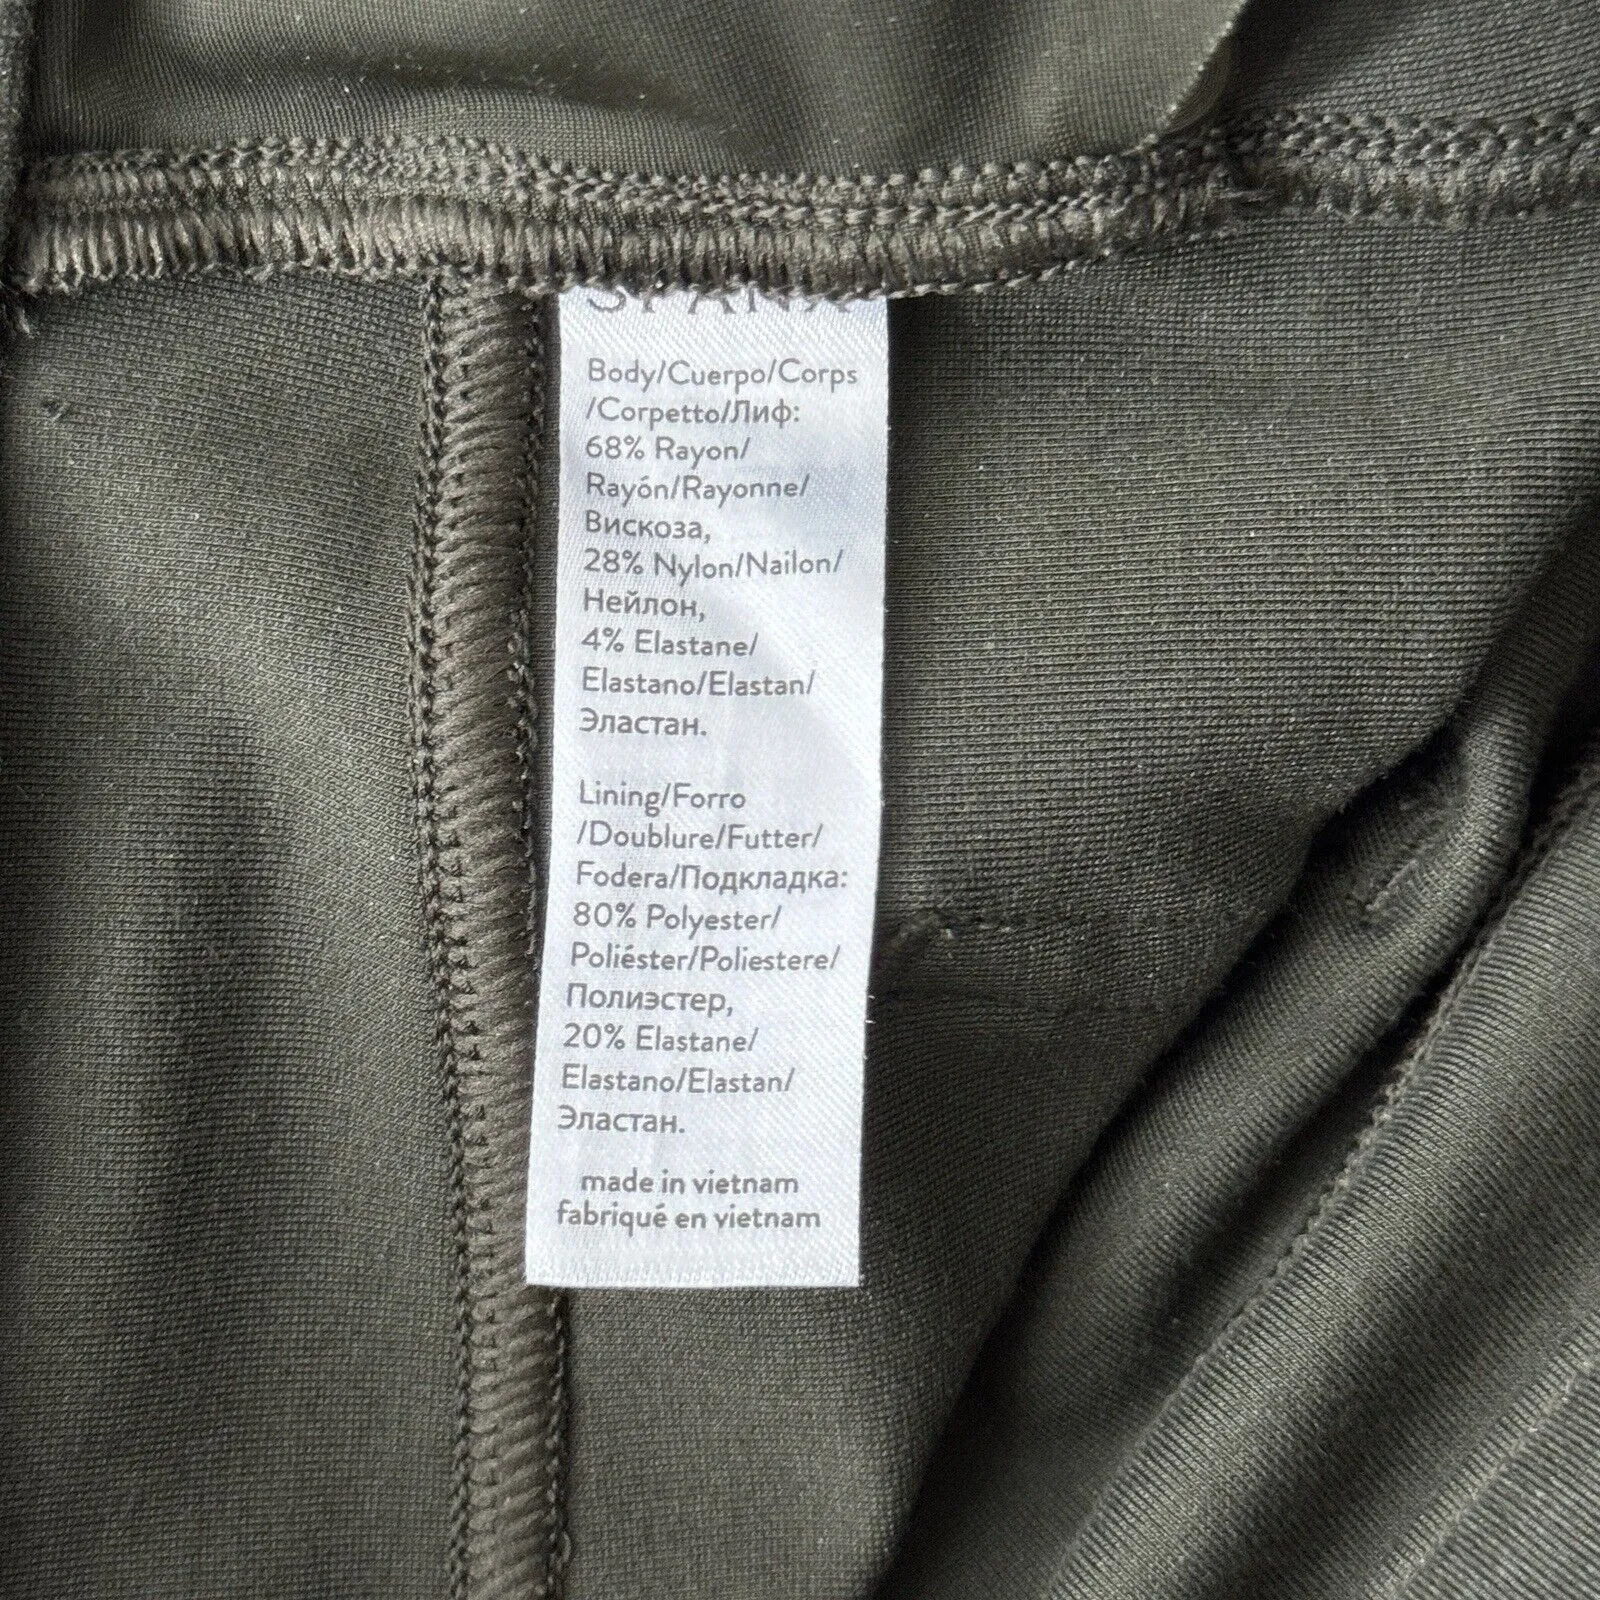 SPANX
Body/Cuerpo/Corps
/Corpetto/Лиф:
68% Rayon/
Rayón/Rayonne/
Вискоза,
28% Nylon/Nailon/
Нейлон,
4% Elastane/
Elastano/Elastan/
Эластан.
Lining/Forro
/Doublure/Futter/
Fodera/Подкладка:
80% Polyester/
Poliéster/Poliestere/
Полиэстер,
20% Elastane/
Elastano/Elastan/
Эластан.
made in vietnam
fabriqué en vietnam